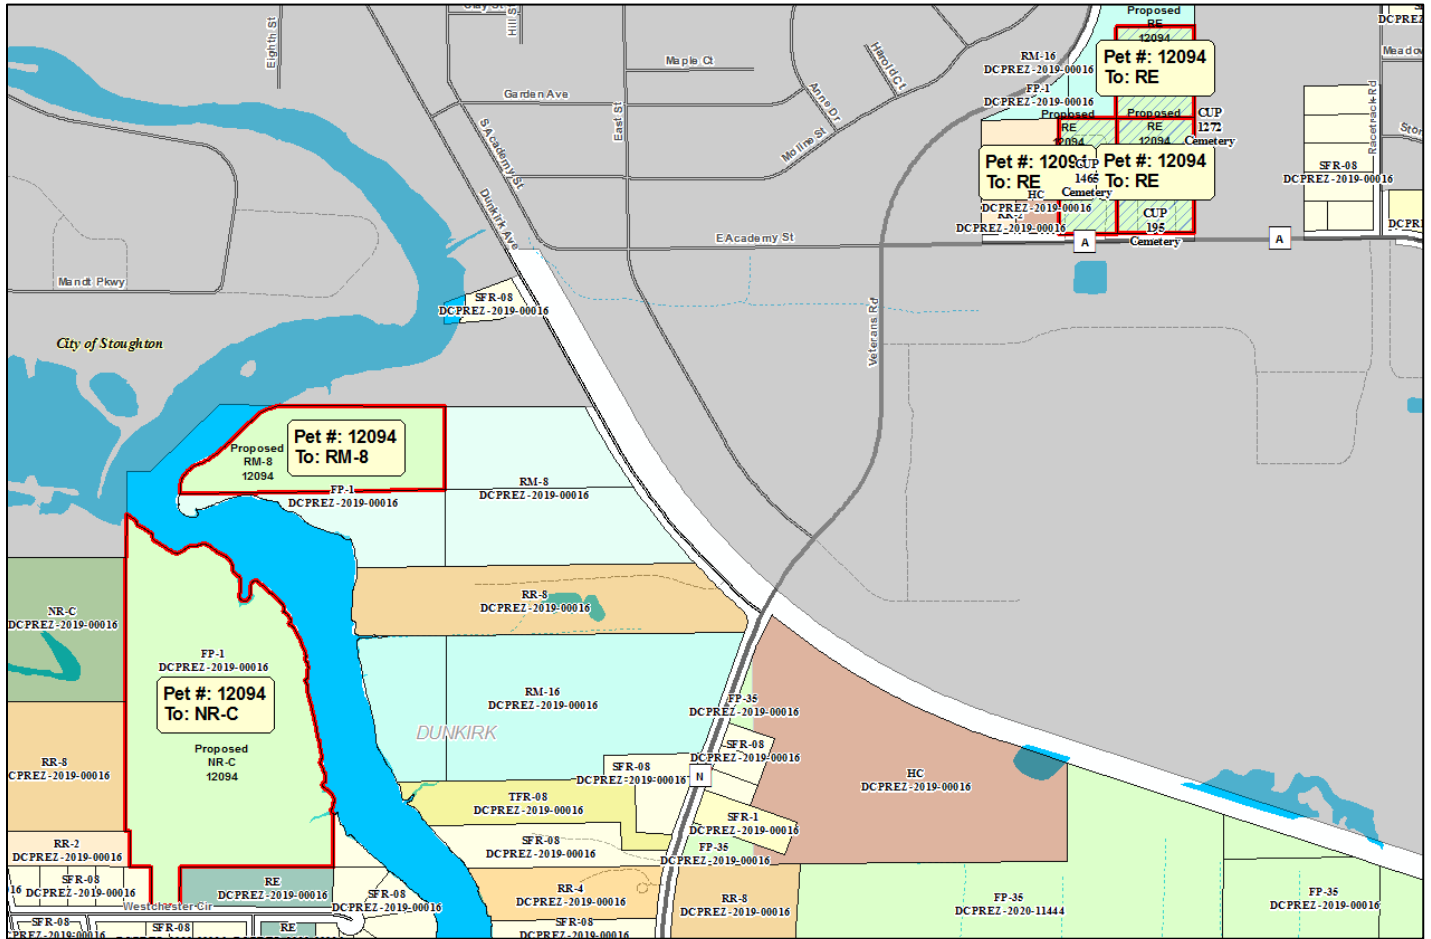 Eighth St
Hill St
Maple Ct
Garden Ave
S Academy St
East St
Anne Dr
Harold Ct
Moline St
Dunkirk Ave
E Academy St
Mandt Pkwy
Veterans Rd
Racetrack Rd
City of Stoughton
SFR-08
DCPREZ-2019-00016
Proposed
RE
12094
Pet #: 12094
To: RE
RM-16
DCPREZ-2019-00016
FP-1
DCPREZ-2019-00016
Proposed
RE
12094
Proposed
RE
12094
CUP
1272
Cemetery
Pet #: 12094
To: RE
Pet #: 12094
To: RE
CUP
1465
Cemetery
HC
DCPREZ-2019-00016
RR-2
DCPREZ-2019-00016
CUP
195
Cemetery
A
A
SFR-08
DCPREZ-2019-00016
Proposed
RM-8
12094
Pet #: 12094
To: RM-8
FP-1
DCPREZ-2019-00016
RM-8
DCPREZ-2019-00016
NR-C
DCPREZ-2019-00016
RR-8
DCPREZ-2019-00016
FP-1
DCPREZ-2019-00016
Pet #: 12094
To: NR-C
Proposed
NR-C
12094
RM-16
DCPREZ-2019-00016
DUNKIRK
FP-35
DCPREZ-2019-00016
SFR-08
DCPREZ-2019-00016
SFR-08
DCPREZ-2019-00016
N
HC
DCPREZ-2019-00016
RR-8
CPREZ-2019-00016
TFR-08
DCPREZ-2019-00016
SFR-1
DCPREZ-2019-00016
SFR-08
DCPREZ-2019-00016
FP-35
DCPREZ-2019-00016
RR-2
DCPREZ-2019-00016
SFR-08
DCPREZ-2019-00016
16
RE
DCPREZ-2019-00016
SFR-08
DCPREZ-2019-00016
RR-4
DCPREZ-2019-00016
RR-8
DCPREZ-2019-00016
FP-35
DCPREZ-2020-11444
FP-35
DCPREZ-2019-00016
Westchester Cir
SFR-08
CPREZ-2019-00016
SFR-08
RE
SFR-08
DCPREZ-2019-00016